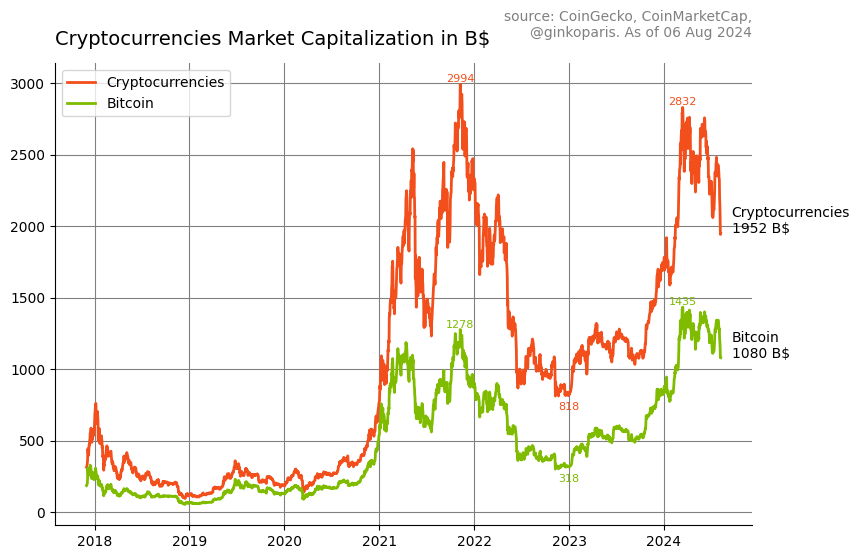 source: CoinGecko, CoinMarketCap,
@ginkoparis. As of 06 Aug 2024
Cryptocurrencies Market Capitalization in B$
Cryptocurrencies
Bitcoin
3000
2500
2000
1500
1000
500
0
2994
2832
1278
1435
818
318
Cryptocurrencies
1952 B$
Bitcoin
1080 B$
2018
2019
2020
2021
2022
2023
2024